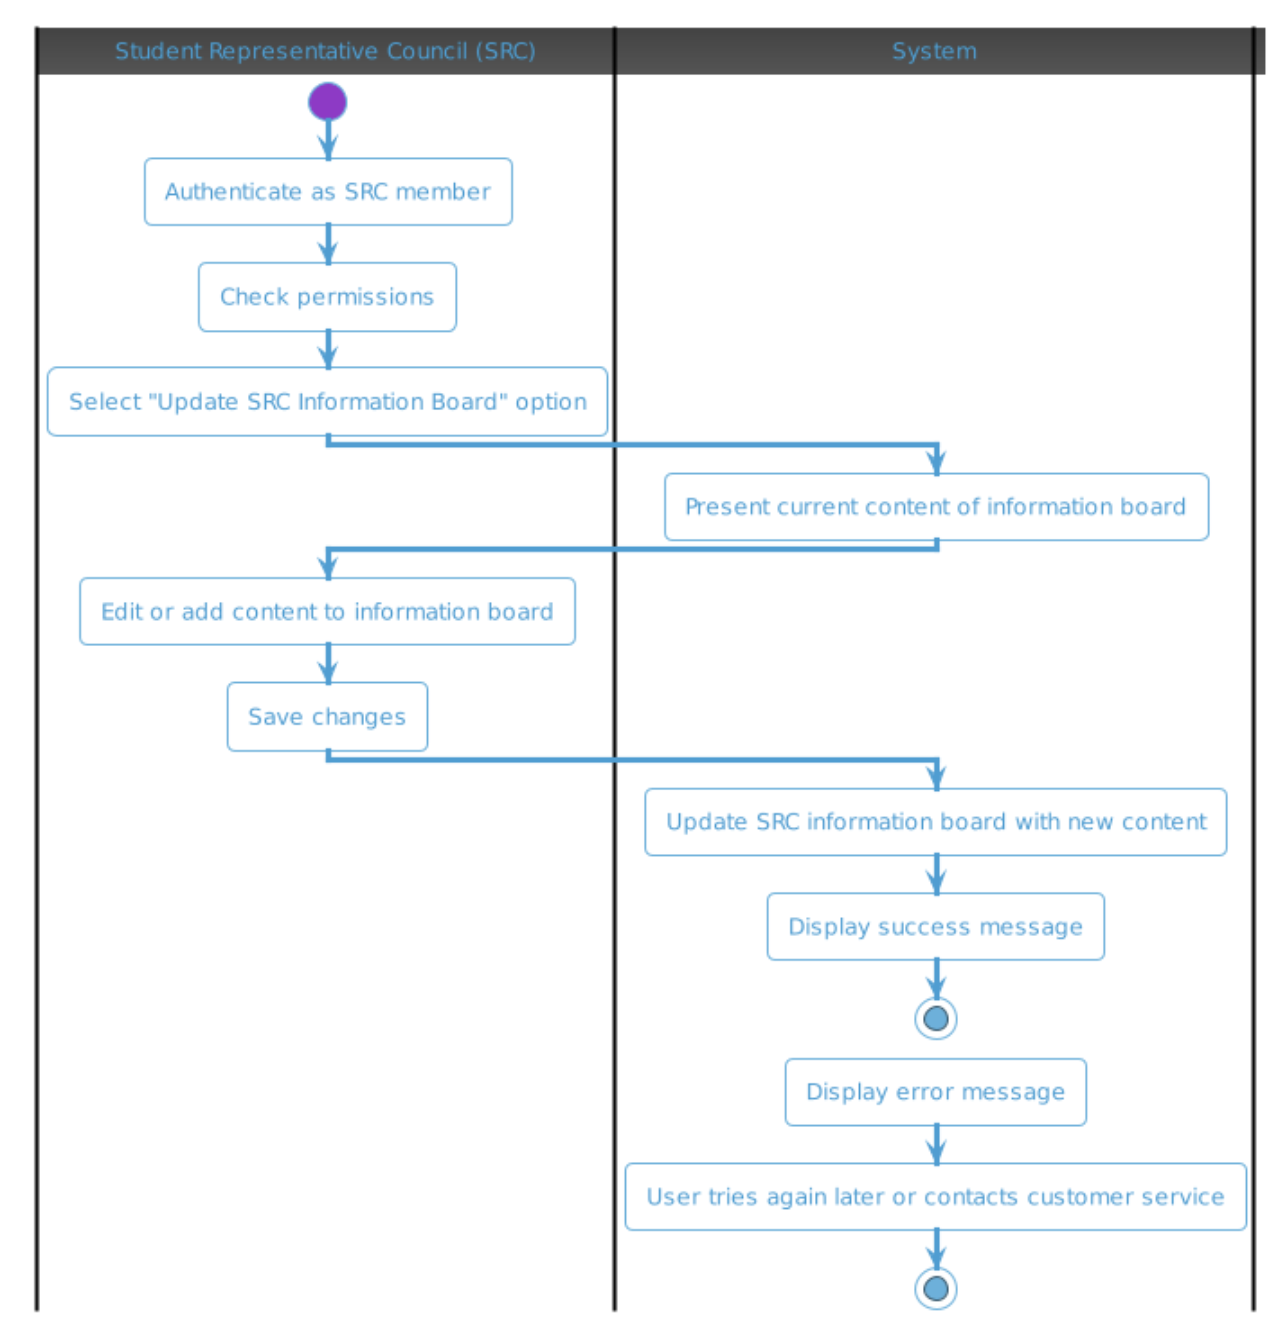 Student Representative Council (SRC)
System
Authenticate as SRC member
Check permissions
Select "Update SRC Information Board" option
Present current content of information board
Edit or add content to information board
Save changes
Update SRC information board with new content
Display success message
Display error message
User tries again later or contacts customer service